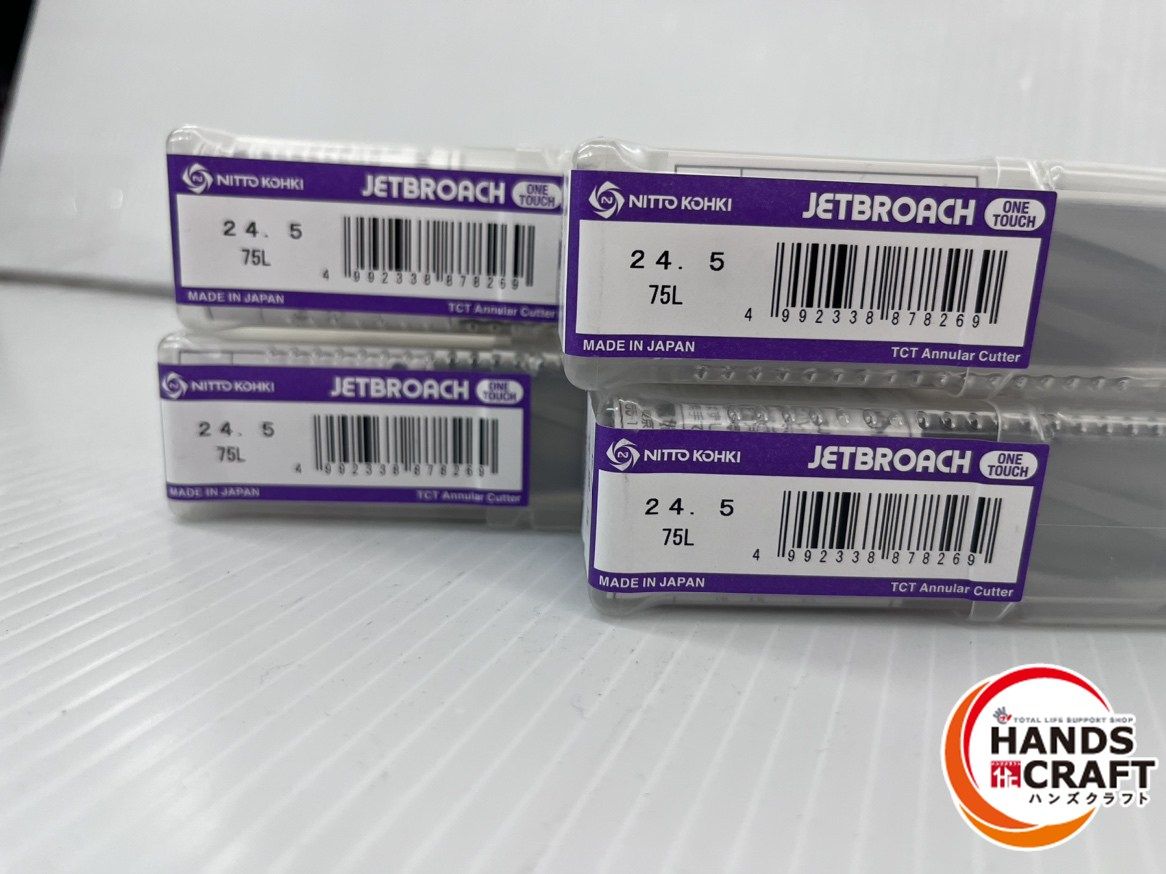 NITTO KOHKI JETBROACH ONE TOUCH
24.5
75L
4 992338 878269
MADE IN JAPAN TCT Annular Cutter
NITTO KOHKI JETBROACH ONE TOUCH
24.5
75L
4 992338 878269
MADE IN JAPAN TCT Annular Cutter
NITTO KOHKI JETBROACH ONE TOUCH
24.5
75L
4 992338 878269
MADE IN JAPAN TCT Annular Cutter
NITTO KOHKI JETBROACH ONE TOUCH
24.5
75L
4 992338 878269
MADE IN JAPAN TCT Annular Cutter
TOTAL LIFE SUPPORT SHOP
HANDS
CRAFT
ハンズクラフト